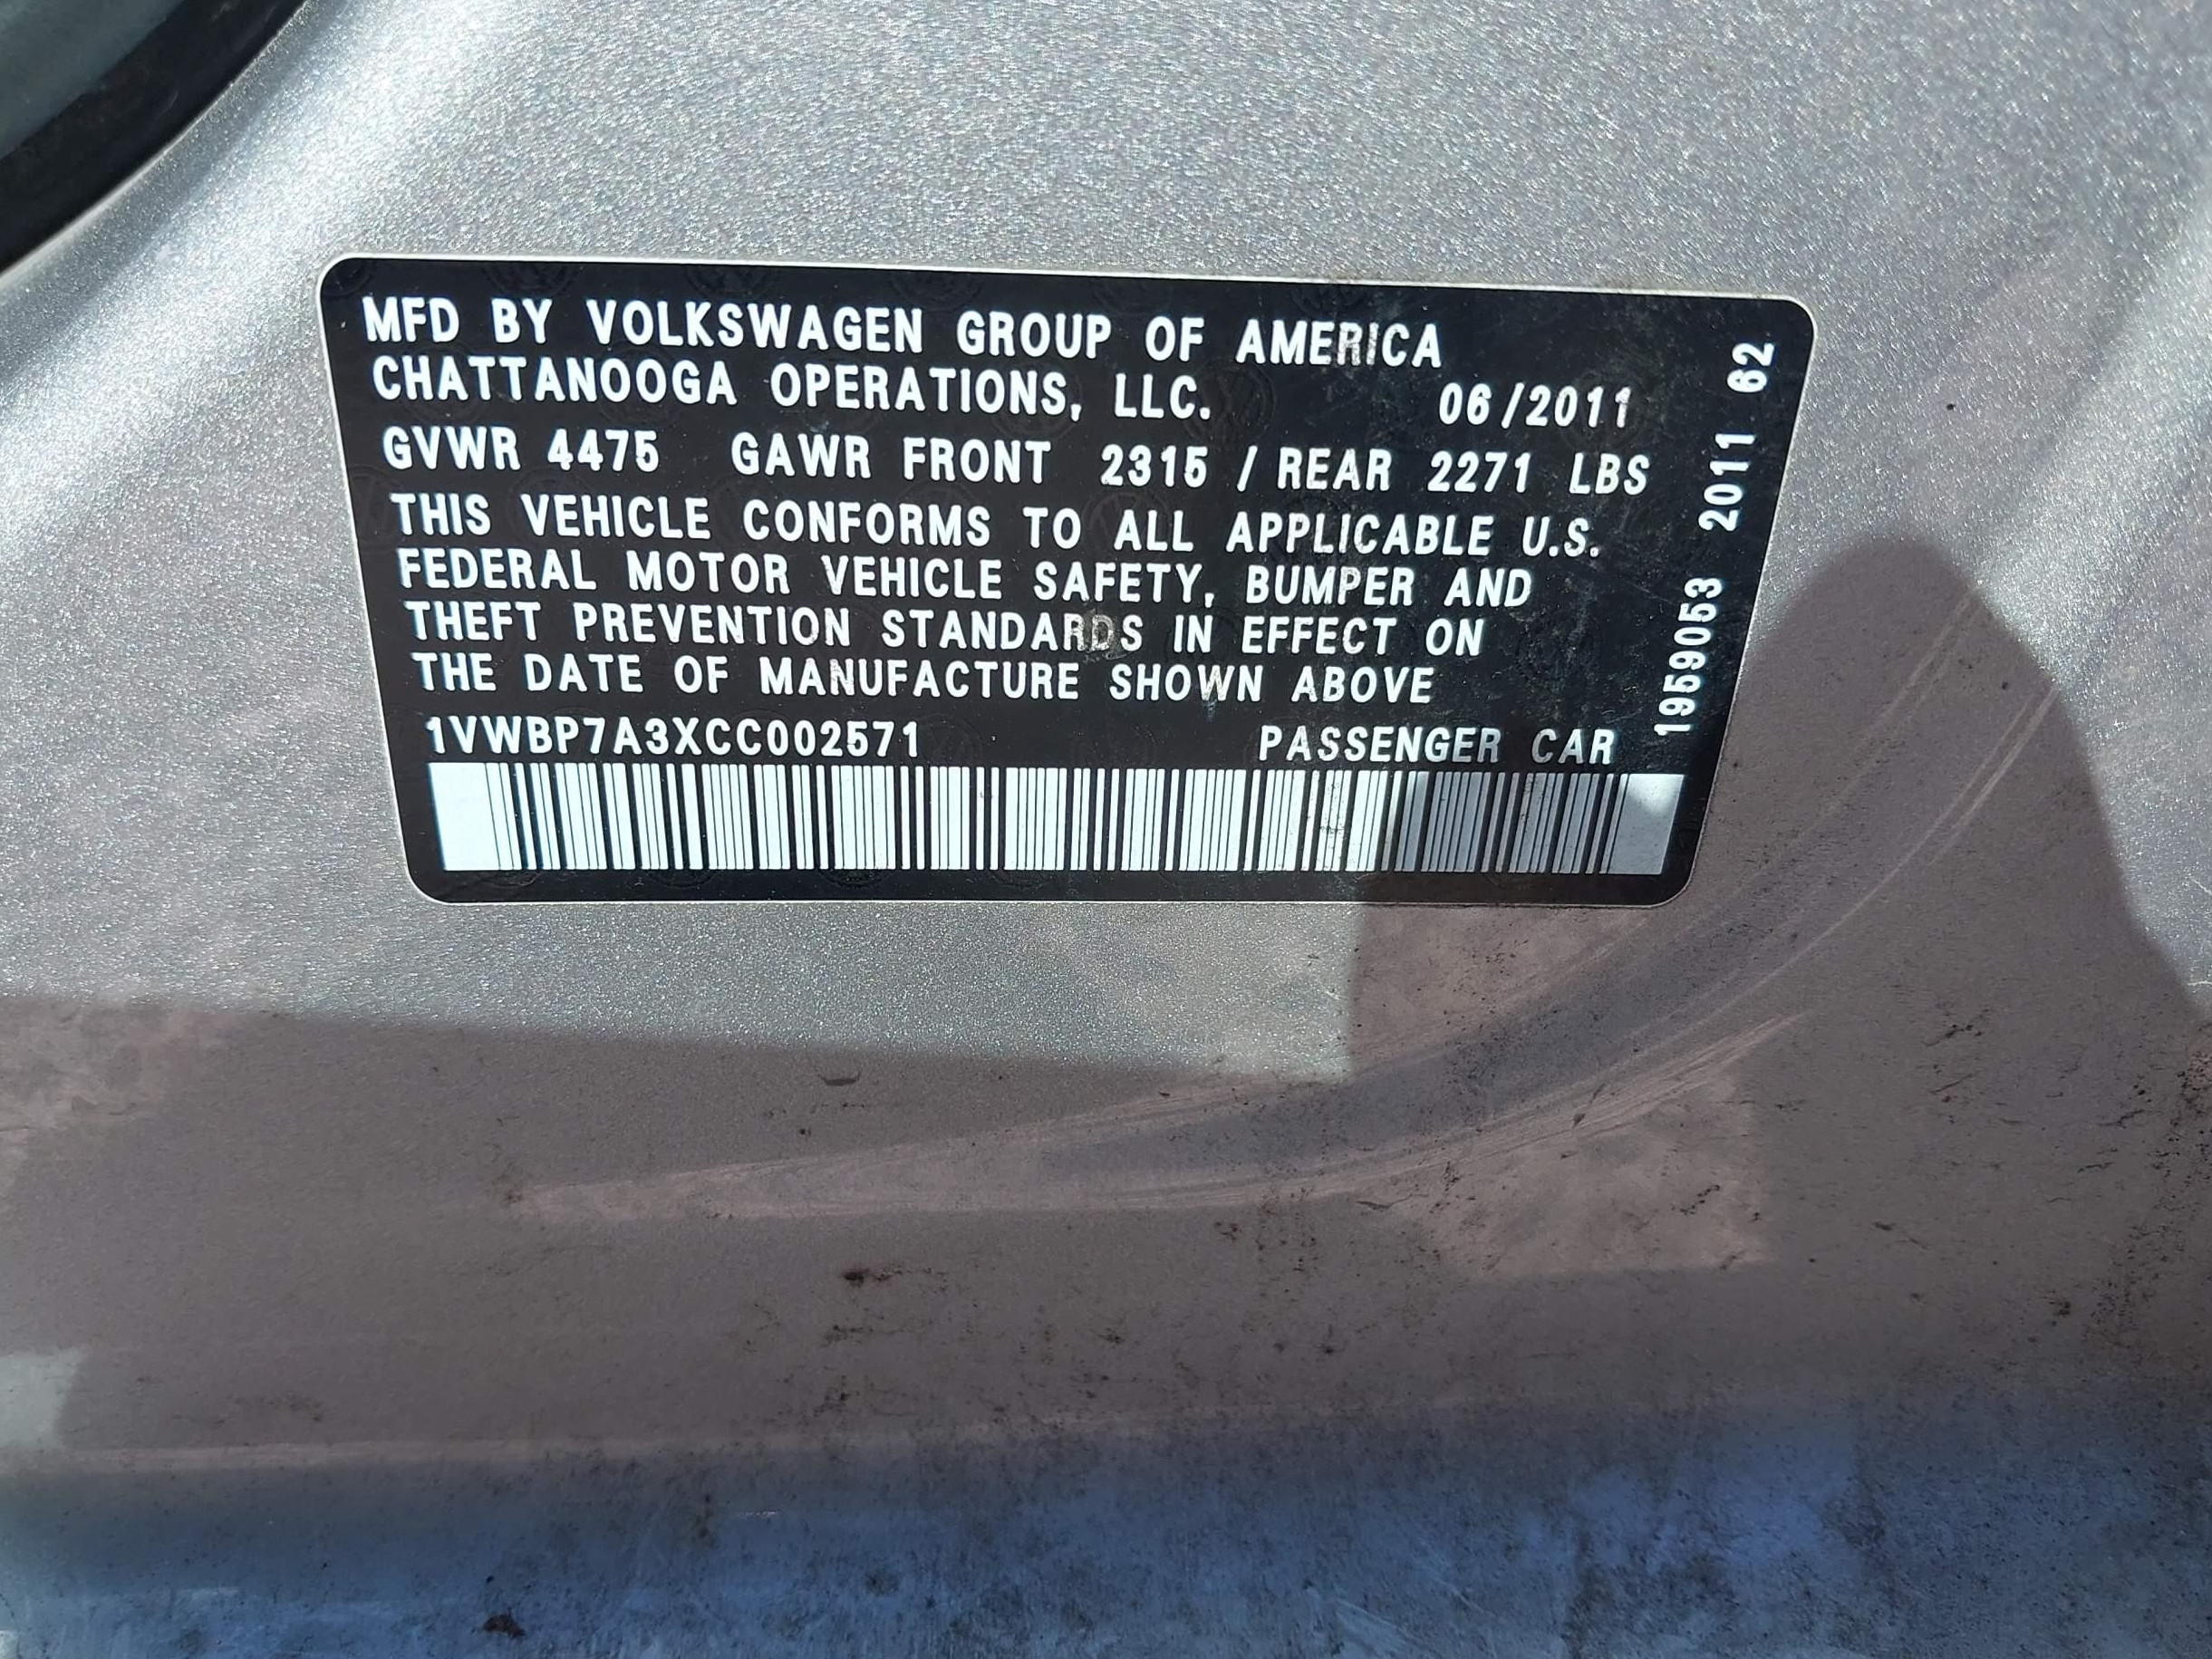 MFD BY VOLKSWAGEN GROUP OF AMERICA
CHATTANOOGA OPERATIONS, LLC. 06/2011
GVWR 4475 GAWR FRONT 2315 / REAR 2271 LBS
THIS VEHICLE CONFORMS TO ALL APPLICABLE U.S.
FEDERAL MOTOR VEHICLE SAFETY, BUMPER AND
THEFT PREVENTION STANDARDS IN EFFECT ON
THE DATE OF MANUFACTURE SHOWN ABOVE
1VWBP7A3XCC002571 PASSENGER CAR
1959053 2011 62